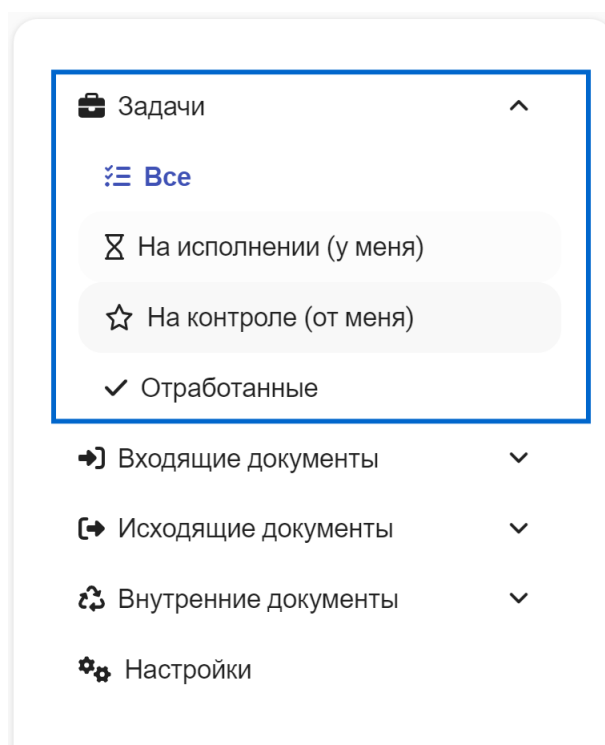 Задачи
Все
На исполнении (у меня)
На контроле (от меня)
Отработанные
Входящие документы
Исходящие документы
Внутренние документы
Настройки